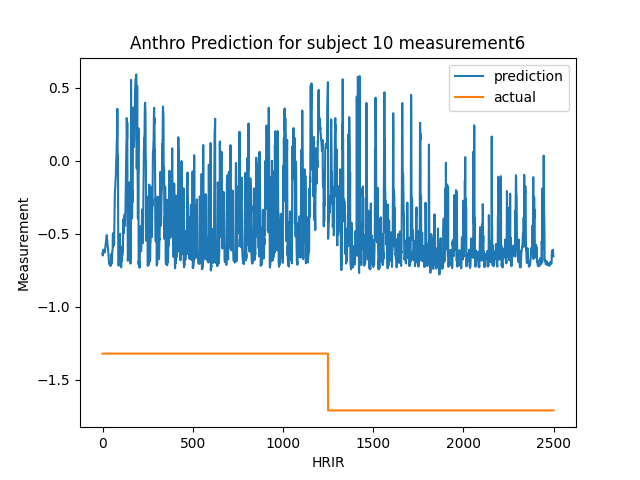 Anthro Prediction for subject 10 measurement6
prediction
actual
0.5
0.0
−0.5
−1.0
−1.5
Measurement
0
500
1000
1500
2000
2500
HRIR